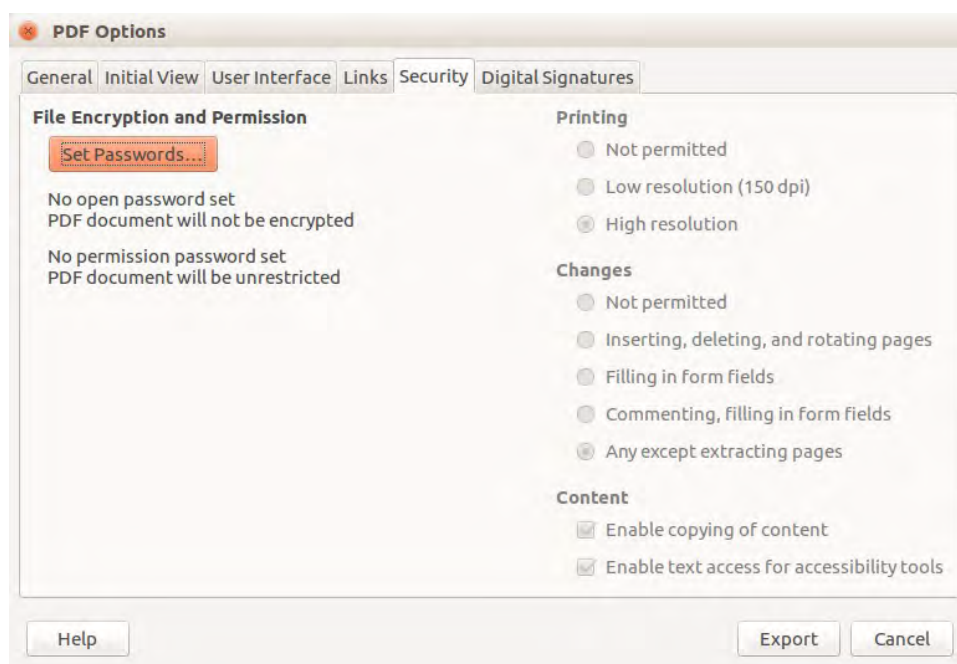 PDF Options
General Initial View User Interface Links Security Digital Signatures
File Encryption and Permission
Set Passwords...
No open password set
PDF document will not be encrypted
No permission password set
PDF document will be unrestricted
Printing
Not permitted
Low resolution (150 dpi)
High resolution
Changes
Not permitted
Inserting, deleting, and rotating pages
Filling in form fields
Commenting, filling in form fields
Any except extracting pages
Content
Enable copying of content
Enable text access for accessibility tools
Help Export Cancel